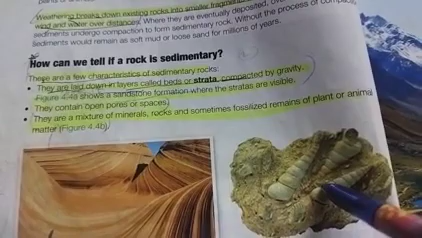 Weathering breaks down existing rocks into smaller
wind and water over distances. Where they are eventually deposited,
sediments undergo compaction to form sedimentary rock. Without the process of
Sediments would remain as soft mud or loose sand for millions of years.
How can we tell if a rock is sedimentary?
There are a few characteristics of sedimentary rocks:
• They are laid down in layers called beds or strata, compacted by gravity.
Figure 4.4a shows a sandstone formation where the stratas are visible.
• They contain open pores or spaces.
• They are a mixture of minerals, rocks and sometimes fossilized remains of plant or animal
matter (Figure 4.4b)